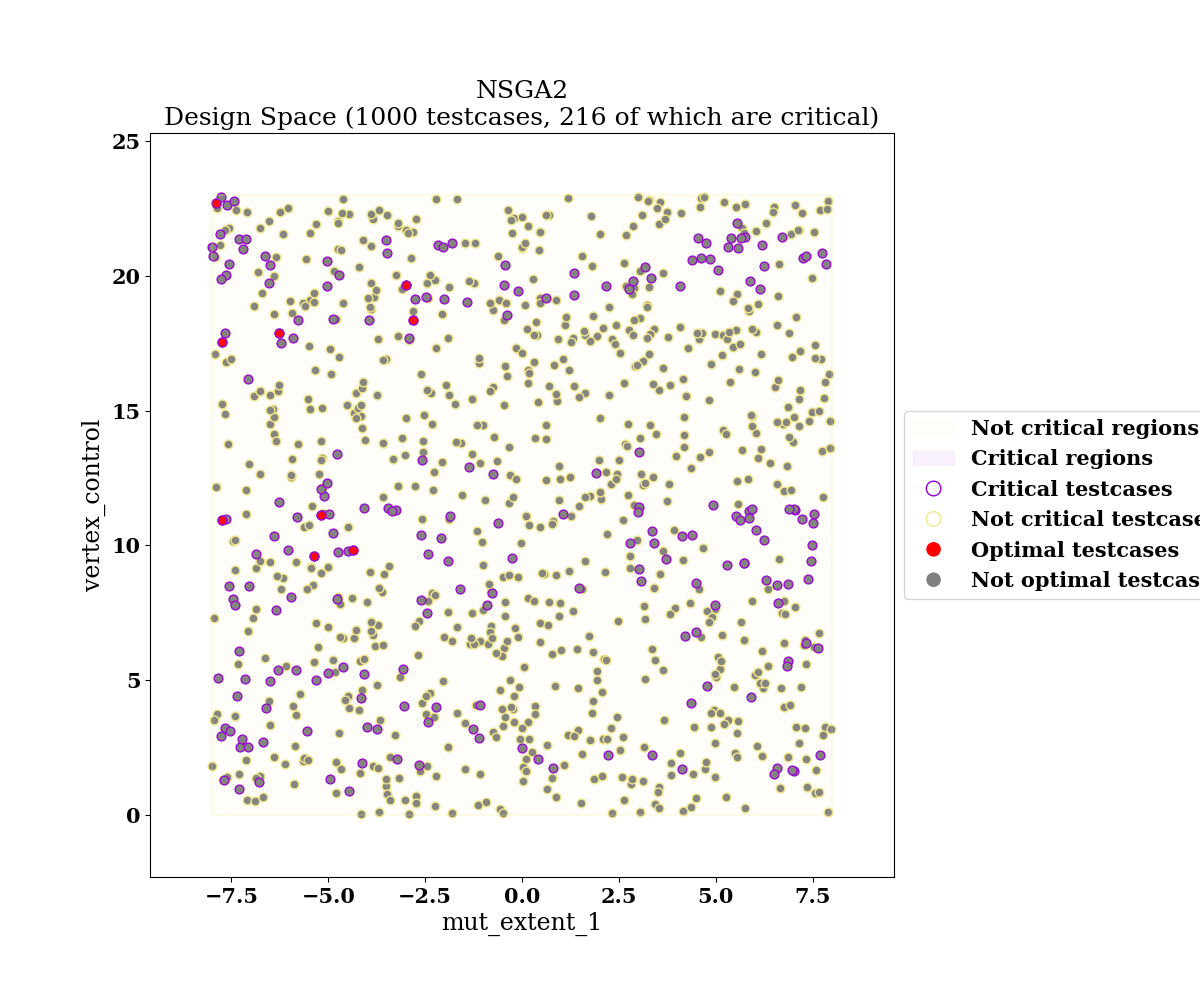 NSGA2
Design Space (1000 testcases, 216 of which are critical)
25
20
15
10
5
0
vertex_control
−7.5
−5.0
−2.5
0.0
2.5
5.0
7.5
mut_extent_1
Not critical regions
Critical regions
Critical testcases
Not critical testcase
Optimal testcases
Not optimal testcas